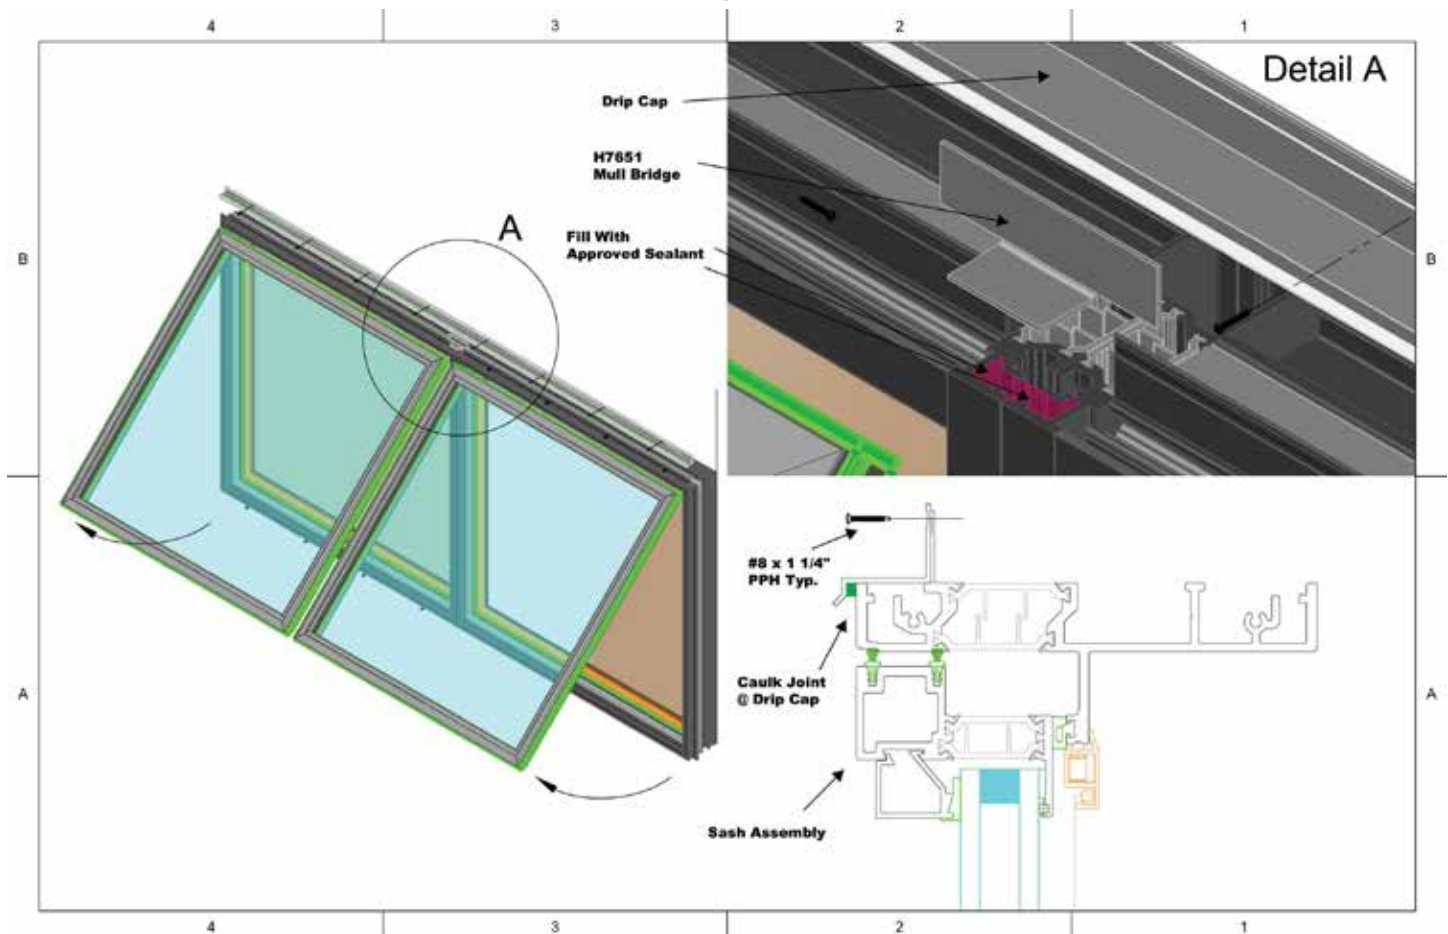 4 3 2 1
Detail A
Drip Cap
H7651
Mull Bridge
A
Fill With
Approved Sealant
B B
#8 x 1 1/4"
PPH Typ.
Caulk Joint
@ Drip Cap
A A
Sash Assembly
4 3 2 1